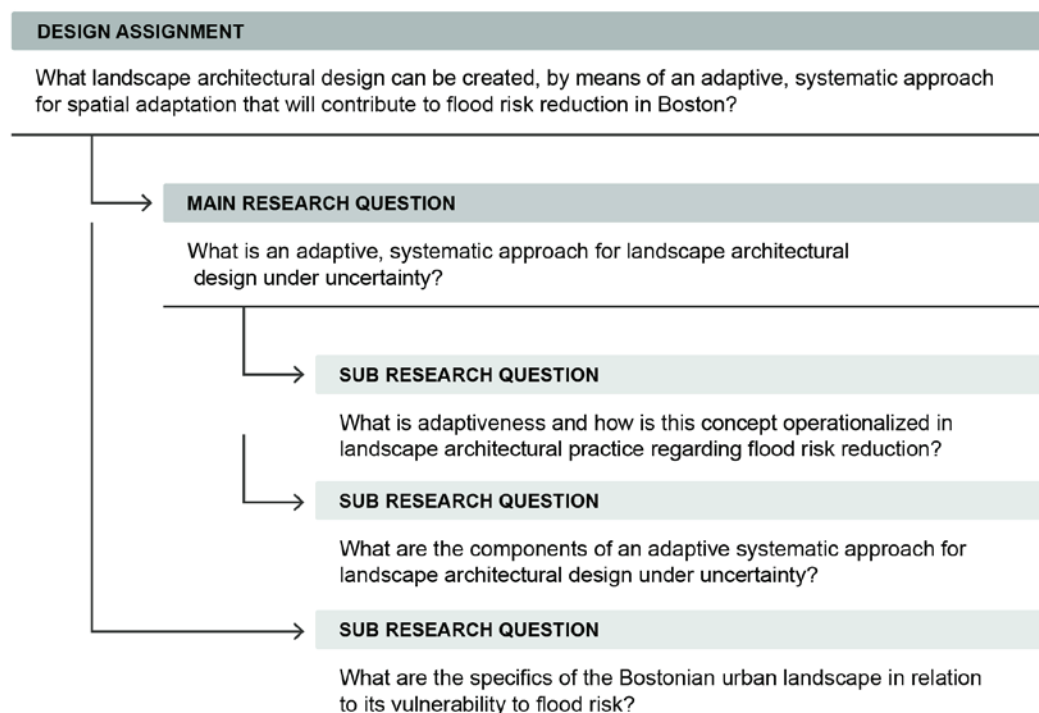 DESIGN ASSIGNMENT
What landscape architectural design can be created, by means of an adaptive, systematic approach
for spatial adaptation that will contribute to flood risk reduction in Boston?
MAIN RESEARCH QUESTION
What is an adaptive, systematic approach for landscape architectural
design under uncertainty?
SUB RESEARCH QUESTION
What is adaptiveness and how is this concept operationalized in
landscape architectural practice regarding flood risk reduction?
SUB RESEARCH QUESTION
What are the components of an adaptive systematic approach for
landscape architectural design under uncertainty?
SUB RESEARCH QUESTION
What are the specifics of the Bostonian urban landscape in relation
to its vulnerability to flood risk?